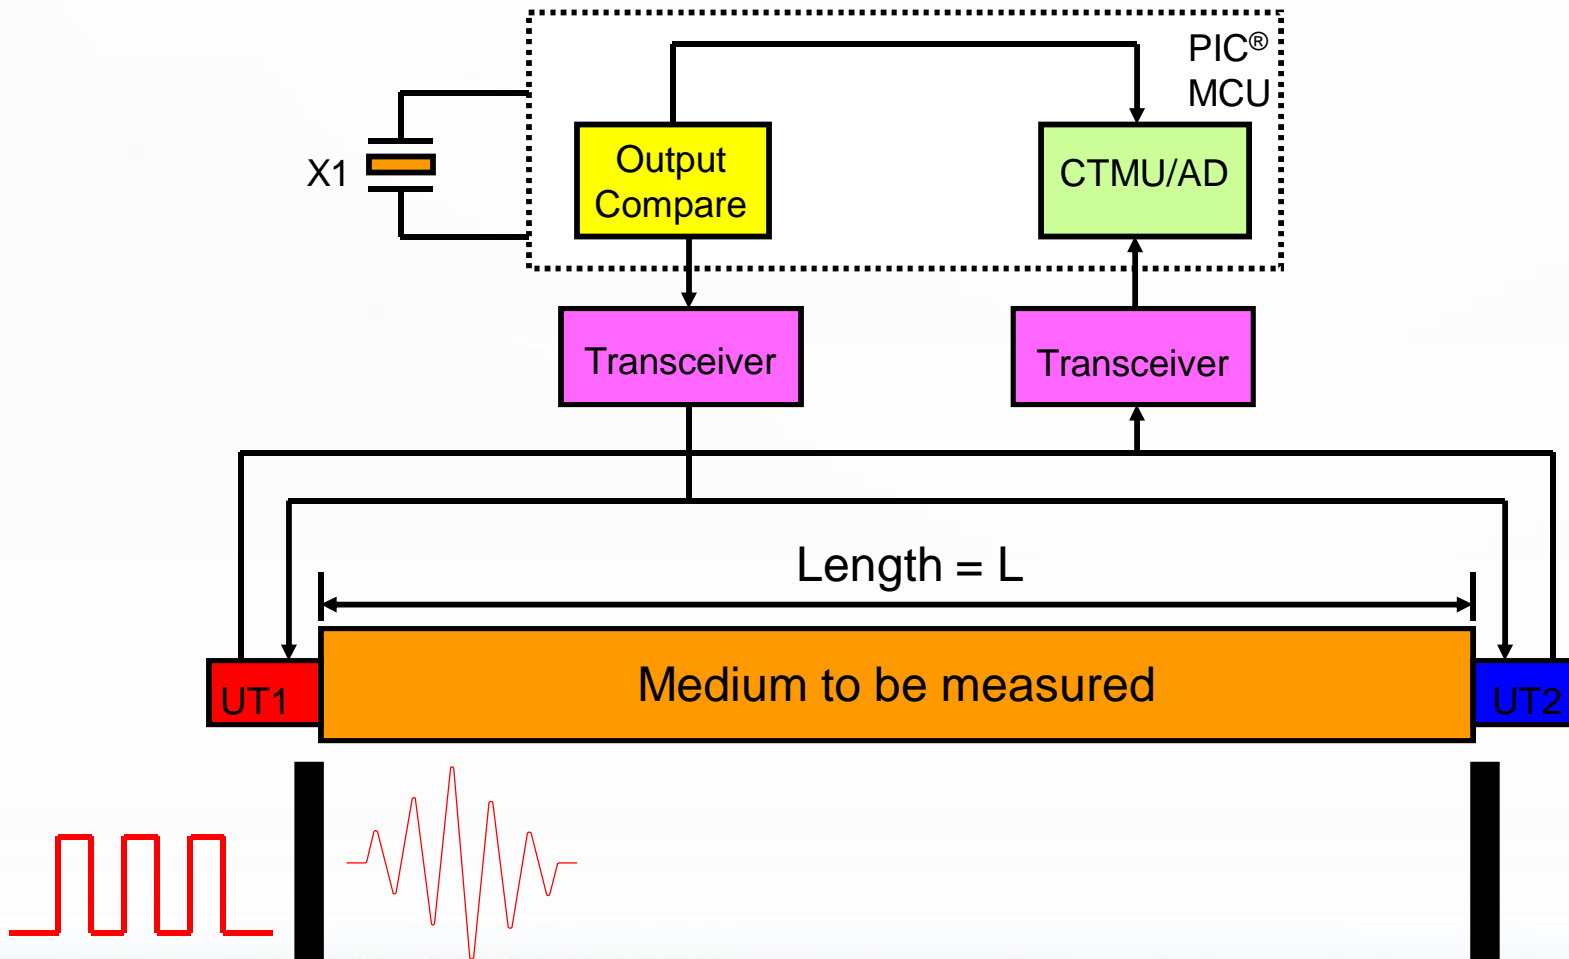 PIC®
MCU
X1
Output
Compare
CTMU/AD
Transceiver
Transceiver
Length = L
UT1
Medium to be measured
UT2